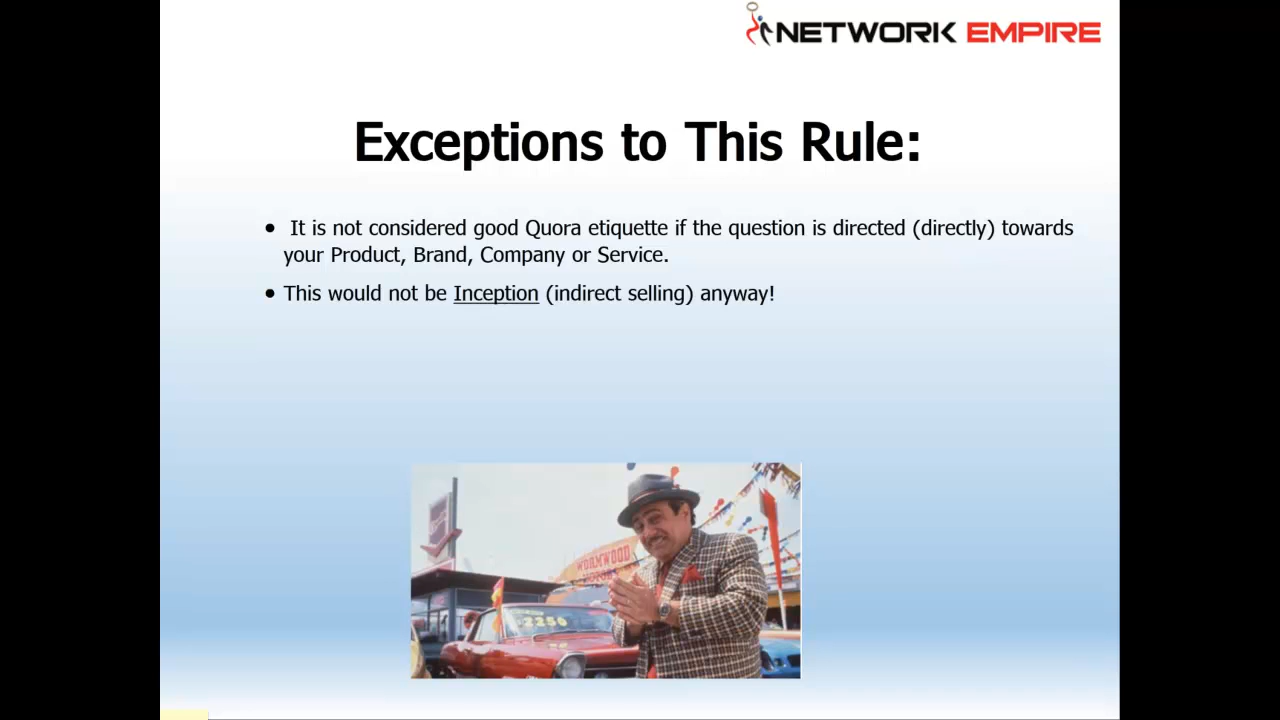 NETWORK EMPIRE
Exceptions to This Rule:
• It is not considered good Quora etiquette if the question is directed (directly) towards
your Product, Brand, Company or Service.
• This would not be Inception (indirect selling) anyway!
WORMWOOD
MOTORS
2250